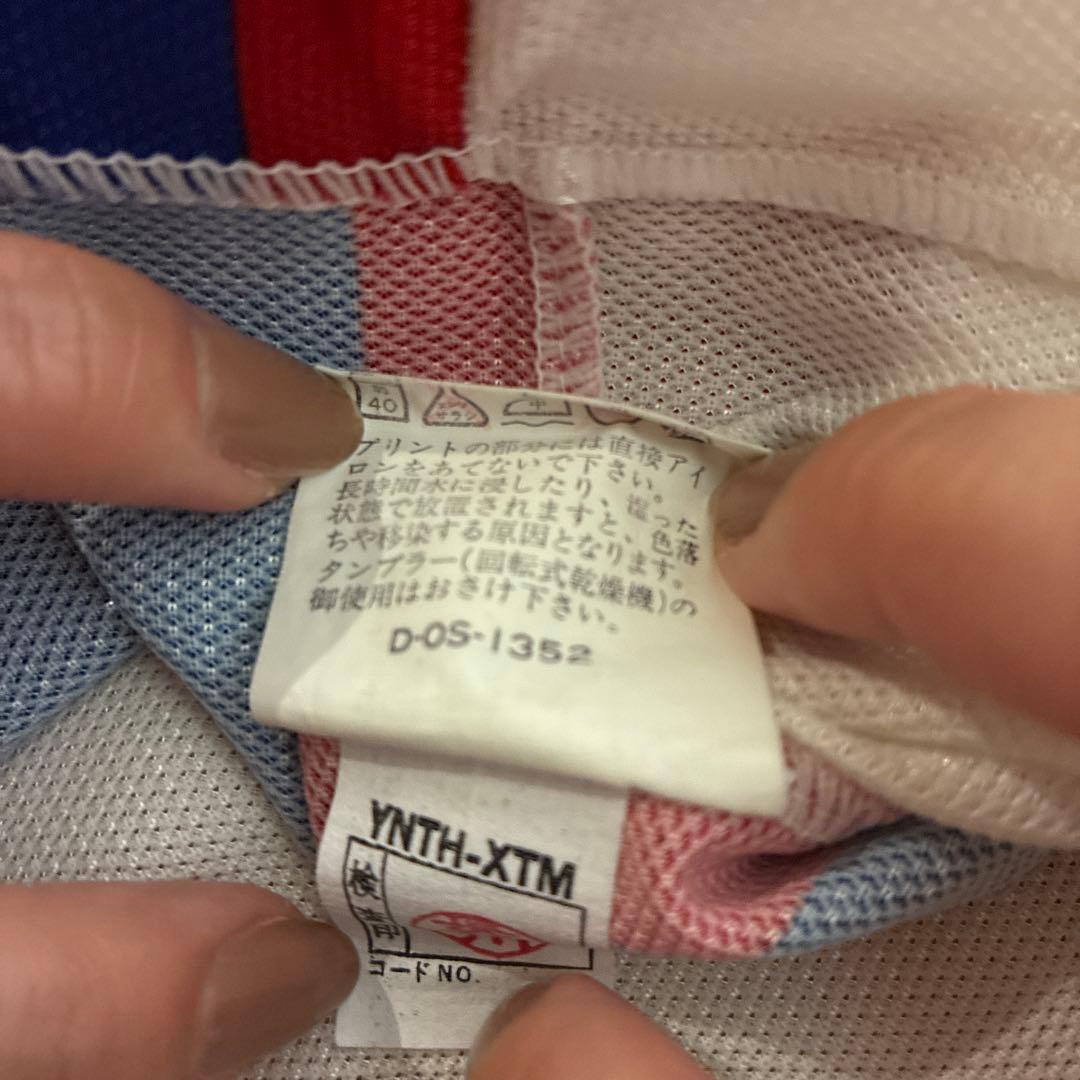 40
中
プリントの部分には直接アイ
ロンをあてないで下さい。
長時間水に浸したり、湿った
状態で放置されますと、色落
ちや移染する原因となります。
タンブラー(回転式乾燥機)の
御使用はおさけ下さい。
D-OS-1352
YNTH-XTM
検印
コードNO.